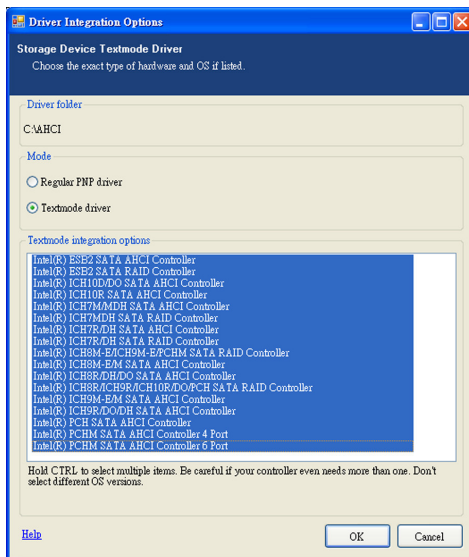 Driver Integration Options
Storage Device Textmode Driver
Choose the exact type of hardware and OS if listed.
Driver folder
C:\AHCI
Mode
Regular PNP driver
Textmode driver
Textmode integration options
Intel(R) ESB2 SATA AHCI Controller
Intel(R) ESB2 SATA RAID Controller
Intel(R) ICH10D/DO SATA AHCI Controller
Intel(R) ICH10R SATA AHCI Controller
Intel(R) ICH7M/MDH SATA AHCI Controller
Intel(R) ICH7MDH SATA RAID Controller
Intel(R) ICH7R/DH SATA AHCI Controller
Intel(R) ICH7R/DH SATA RAID Controller
Intel(R) ICH8M-E/ICH9M-E/PCHM SATA RAID Controller
Intel(R) ICH8M-E/M SATA AHCI Controller
Intel(R) ICH8R/DH/DO SATA AHCI Controller
Intel(R) ICH8R/ICH9R/ICH10R/DO/PCH SATA RAID Controller
Intel(R) ICH9M-E/M SATA AHCI Controller
Intel(R) ICH9R/DO/DH SATA AHCI Controller
Intel(R) PCH SATA AHCI Controller
Intel(R) PCHM SATA AHCI Controller 4 Port
Intel(R) PCHM SATA AHCI Controller 6 Port
Hold CTRL to select multiple items. Be careful if your controller even needs more than one. Don't
select different OS versions.
Help
OK
Cancel